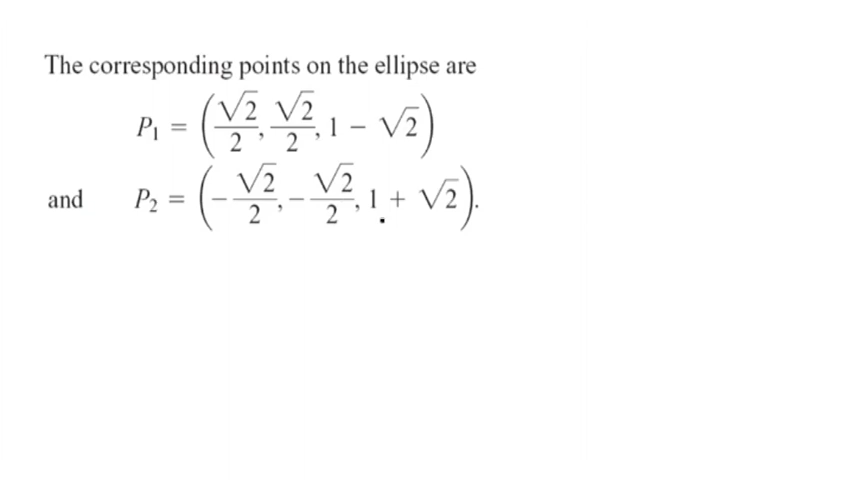 The corresponding points on the ellipse are
P₁ = (√2/2, √2/2, 1 − √2)
and P₂ = (−√2/2, −√2/2, 1 + √2).